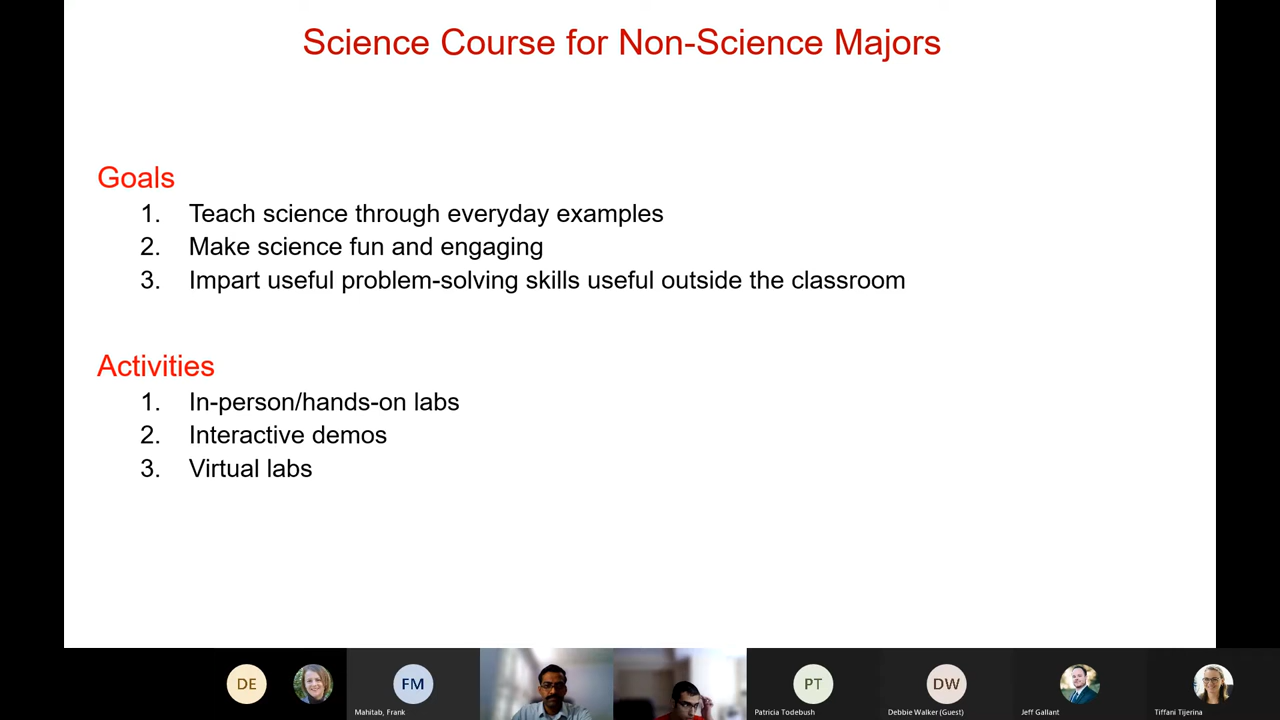 Science Course for Non-Science Majors
Goals
1. Teach science through everyday examples
2. Make science fun and engaging
3. Impart useful problem-solving skills useful outside the classroom
Activities
1. In-person/hands-on labs
2. Interactive demos
3. Virtual labs
DE
FM
PT
DW
Mahitab, Frank
Patricia Todebush
Debbie Walker (Guest)
Jeff Gallant
Tiffani Tijerina